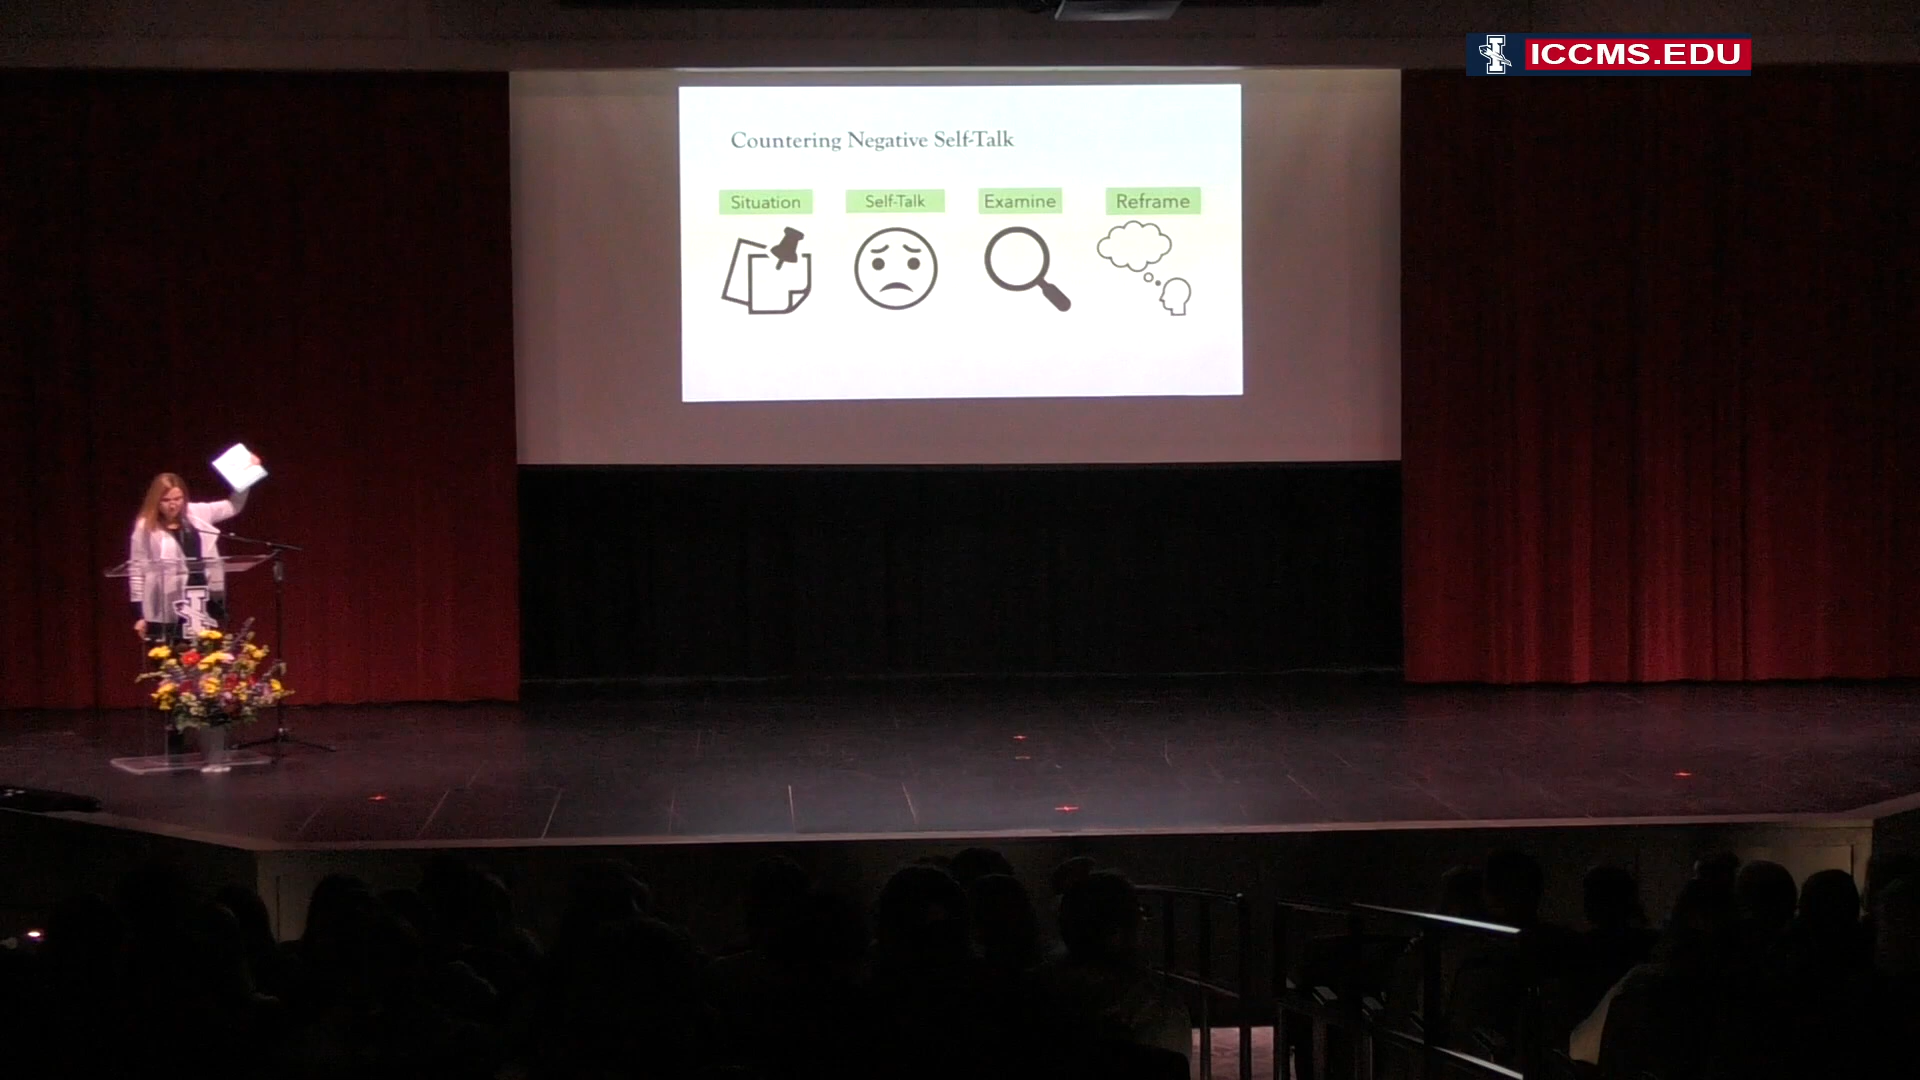 ICCMS.EDU
Countering Negative Self-Talk
Situation
Self-Talk
Examine
Reframe